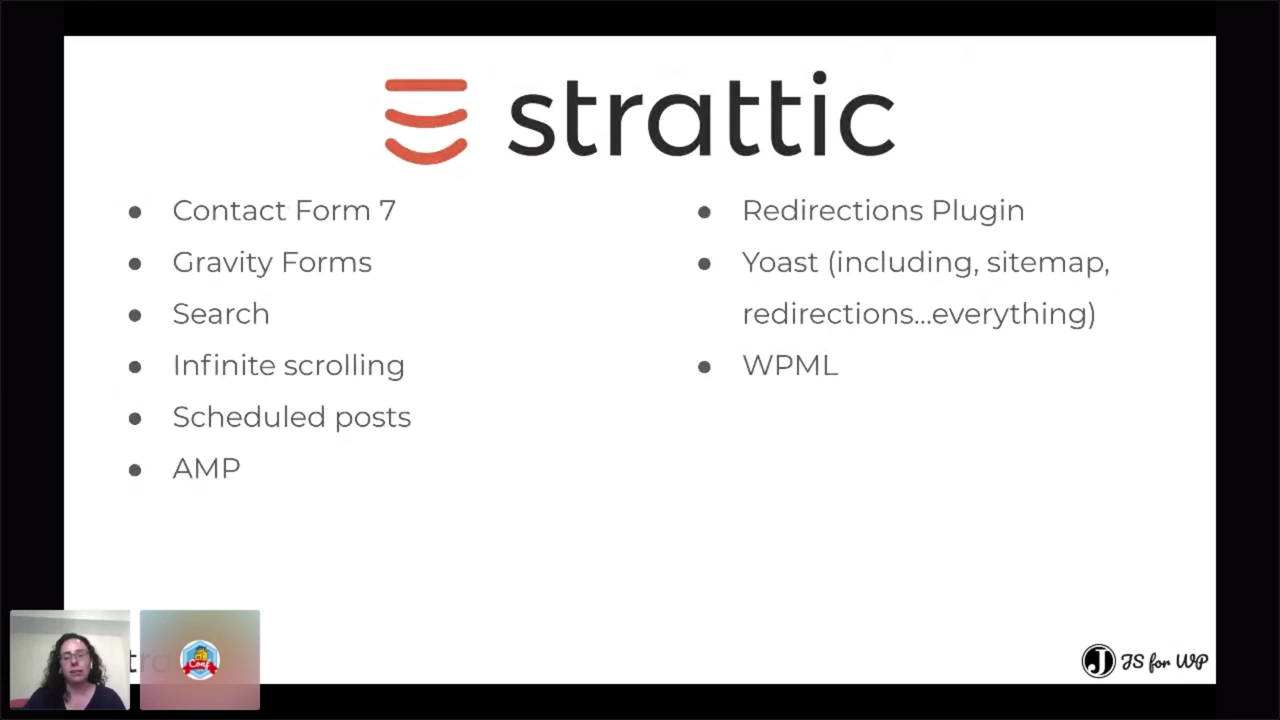 strattic
Contact Form 7
Gravity Forms
Search
Infinite scrolling
Scheduled posts
AMP
Redirections Plugin
Yoast (including, sitemap,
redirections...everything)
WPML
Conf
J JS for WP